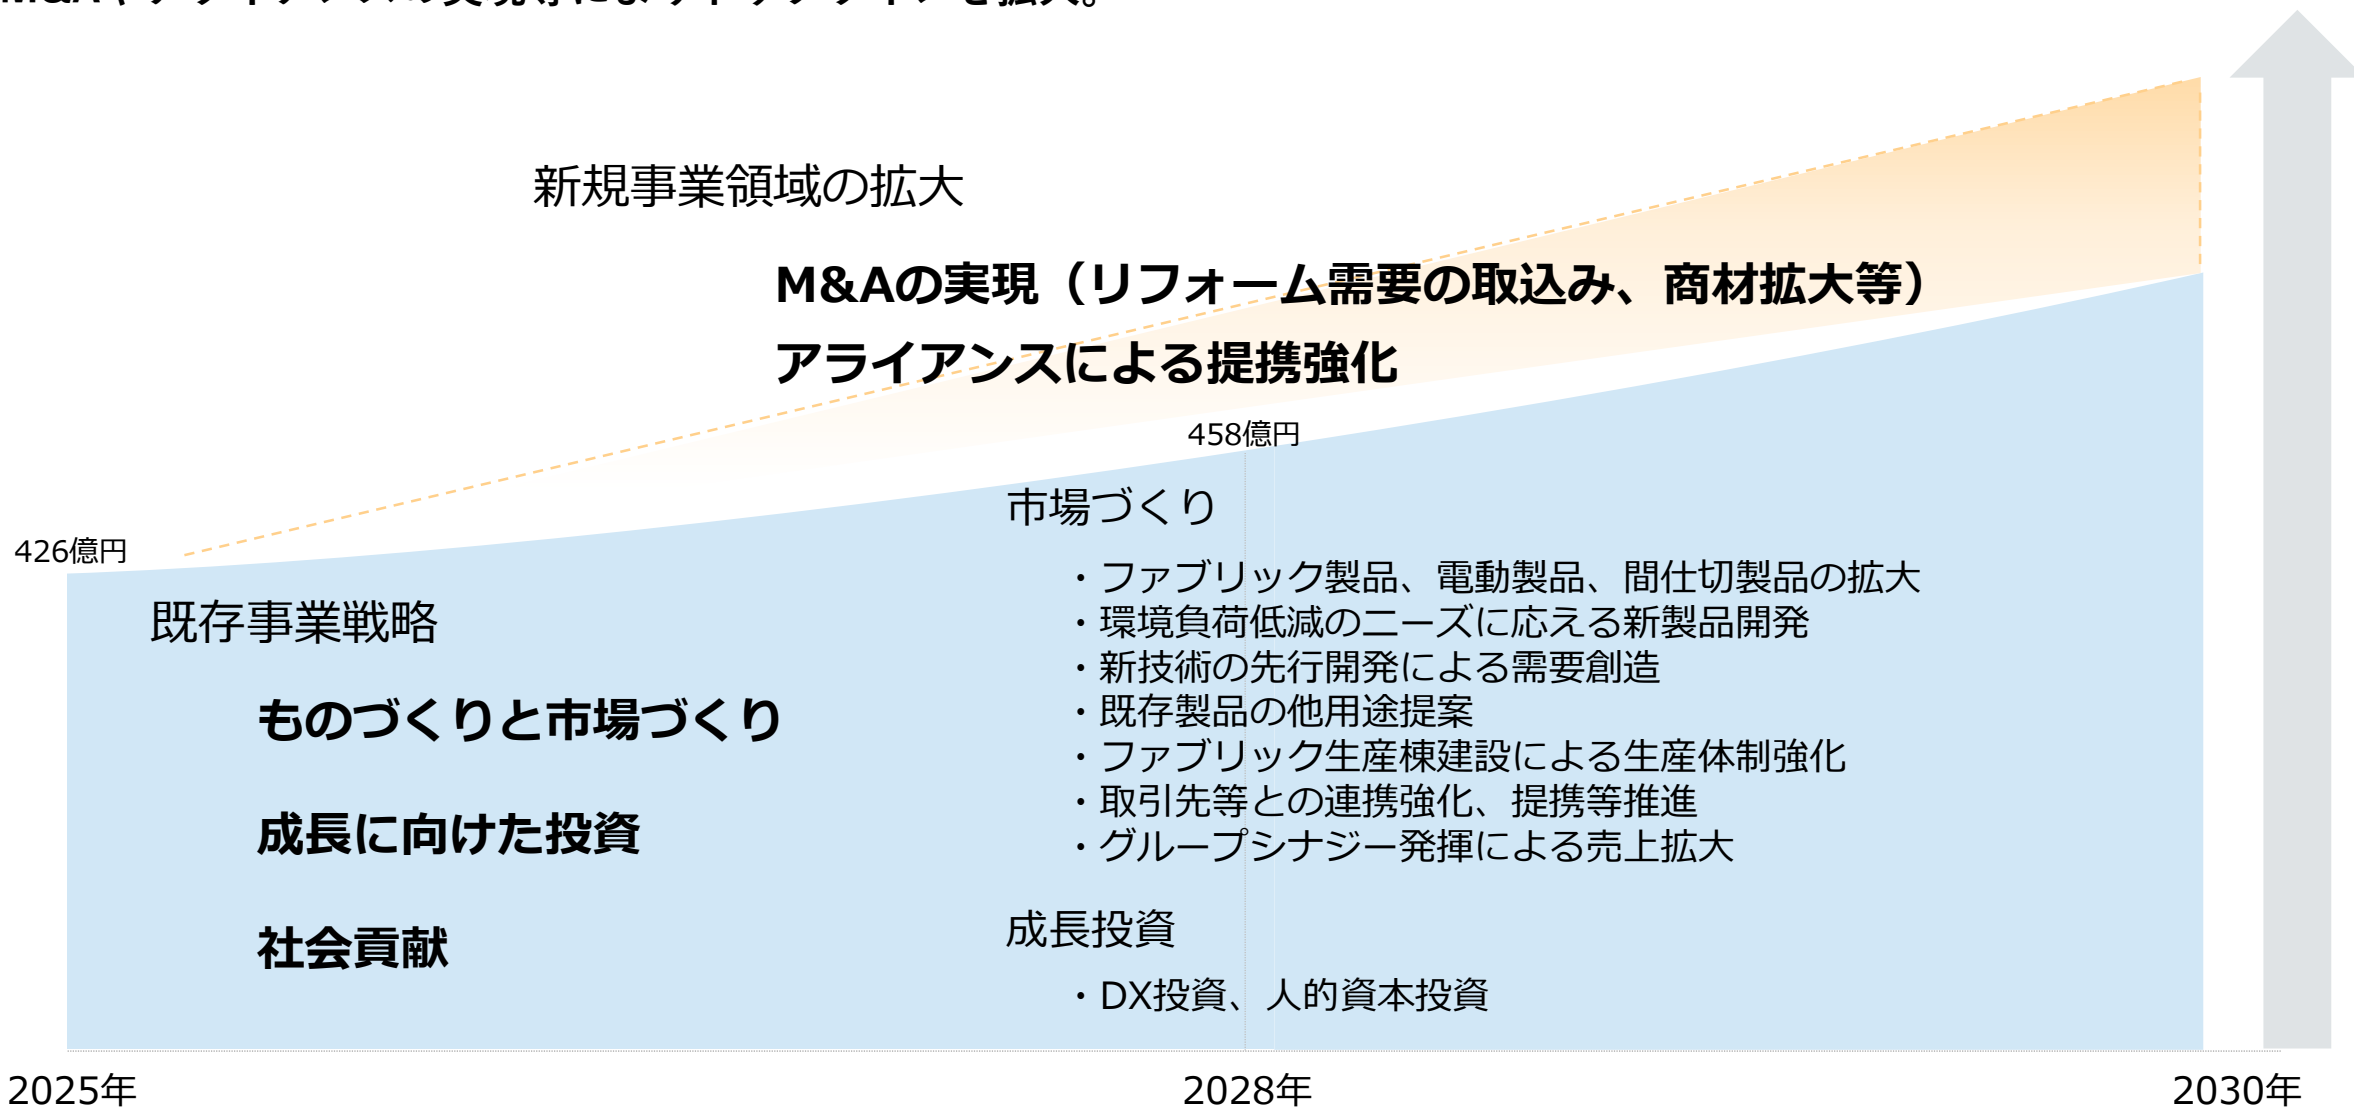 新規事業領域の拡大
M&Aの実現（リフォーム需要の取込み、商材拡大等）
アライアンスによる提携強化
458億円
426億円
既存事業戦略
ものづくりと市場づくり
成長に向けた投資
社会貢献
市場づくり
・ファブリック製品、電動製品、間仕切製品の拡大
・環境負荷低減のニーズに応える新製品開発
・新技術の先行開発による需要創造
・既存製品の他用途提案
・ファブリック生産棟建設による生産体制強化
・取引先等との連携強化、提携等推進
・グループシナジー発揮による売上拡大
成長投資
・DX投資、人的資本投資
2025年
2028年
2030年